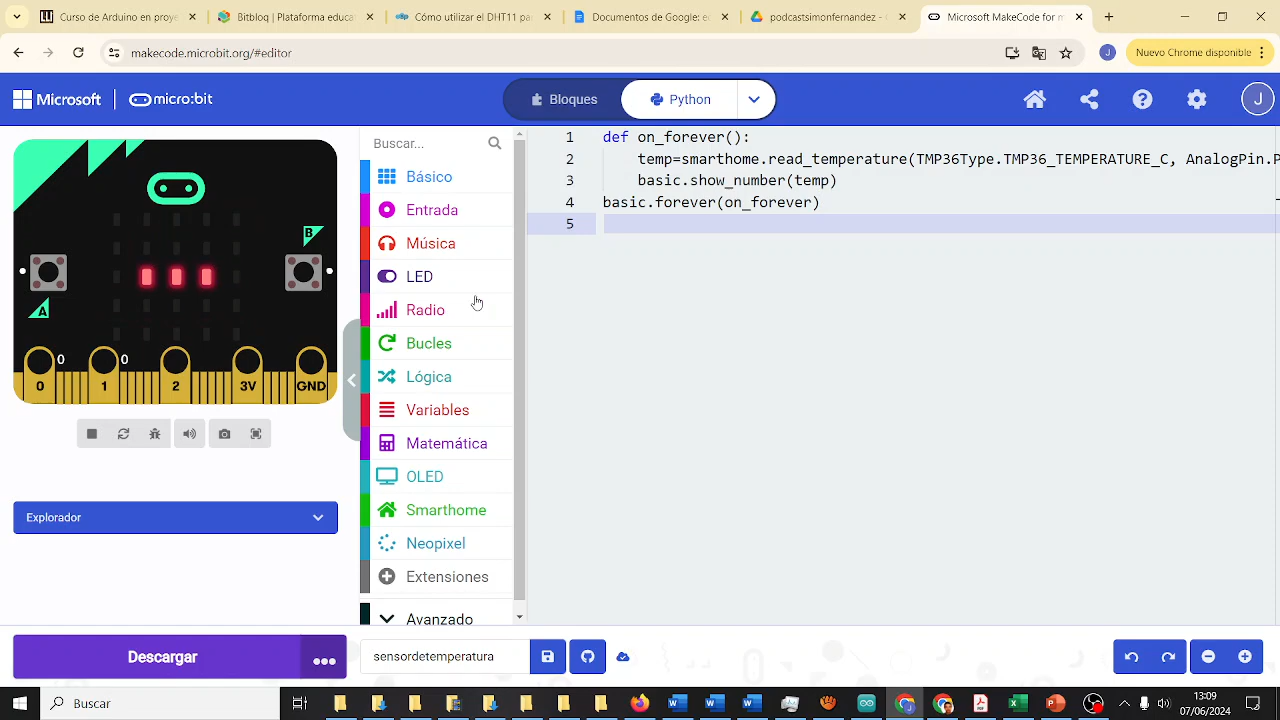 Curso de Arduino en proye
Bitbloq | Plataforma educa
Cómo utilizar el DHT11 pa
Documentos de Google: e
podcastsimonfernandez - 
Microsoft MakeCode for m
makecode.microbit.org/#editor
J
Nuevo Chrome disponible
Microsoft
micro:bit
Bloques
Python
J
Buscar...
Básico
Entrada
Música
LED
Radio
Bucles
Lógica
Variables
Matemática
OLED
Smarthome
Neopixel
Extensiones
Avanzado
1 def on_forever():
2 temp=smarthome.read_temperature(TMP36Type.TMP36_TEMPERATURE_C, AnalogPin.P
3 basic.show_number(temp)
4 basic.forever(on_forever)
5
B
A
0 0 1 0 2 3V GND
Explorador
Descargar
sensordetemperatura
Buscar
13:09
07/06/2024